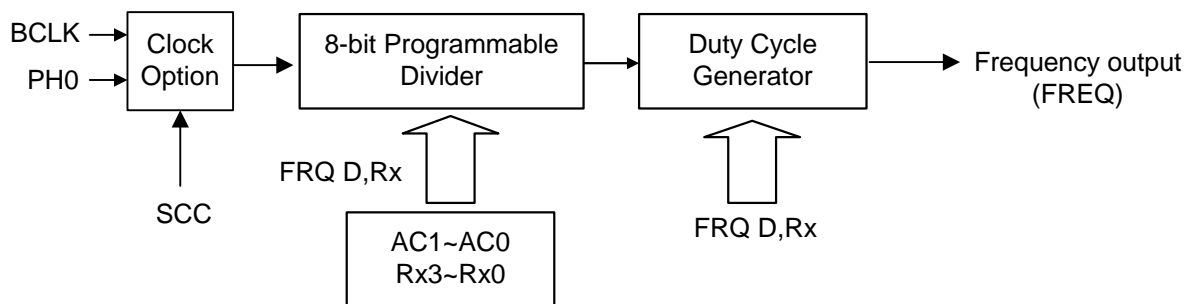 BCLK
PH0
Clock
Option
8-bit Programmable
Divider
Duty Cycle
Generator
Frequency output
(FREQ)
SCC
FRQ D,Rx
AC1~AC0
Rx3~Rx0
FRQ D,Rx